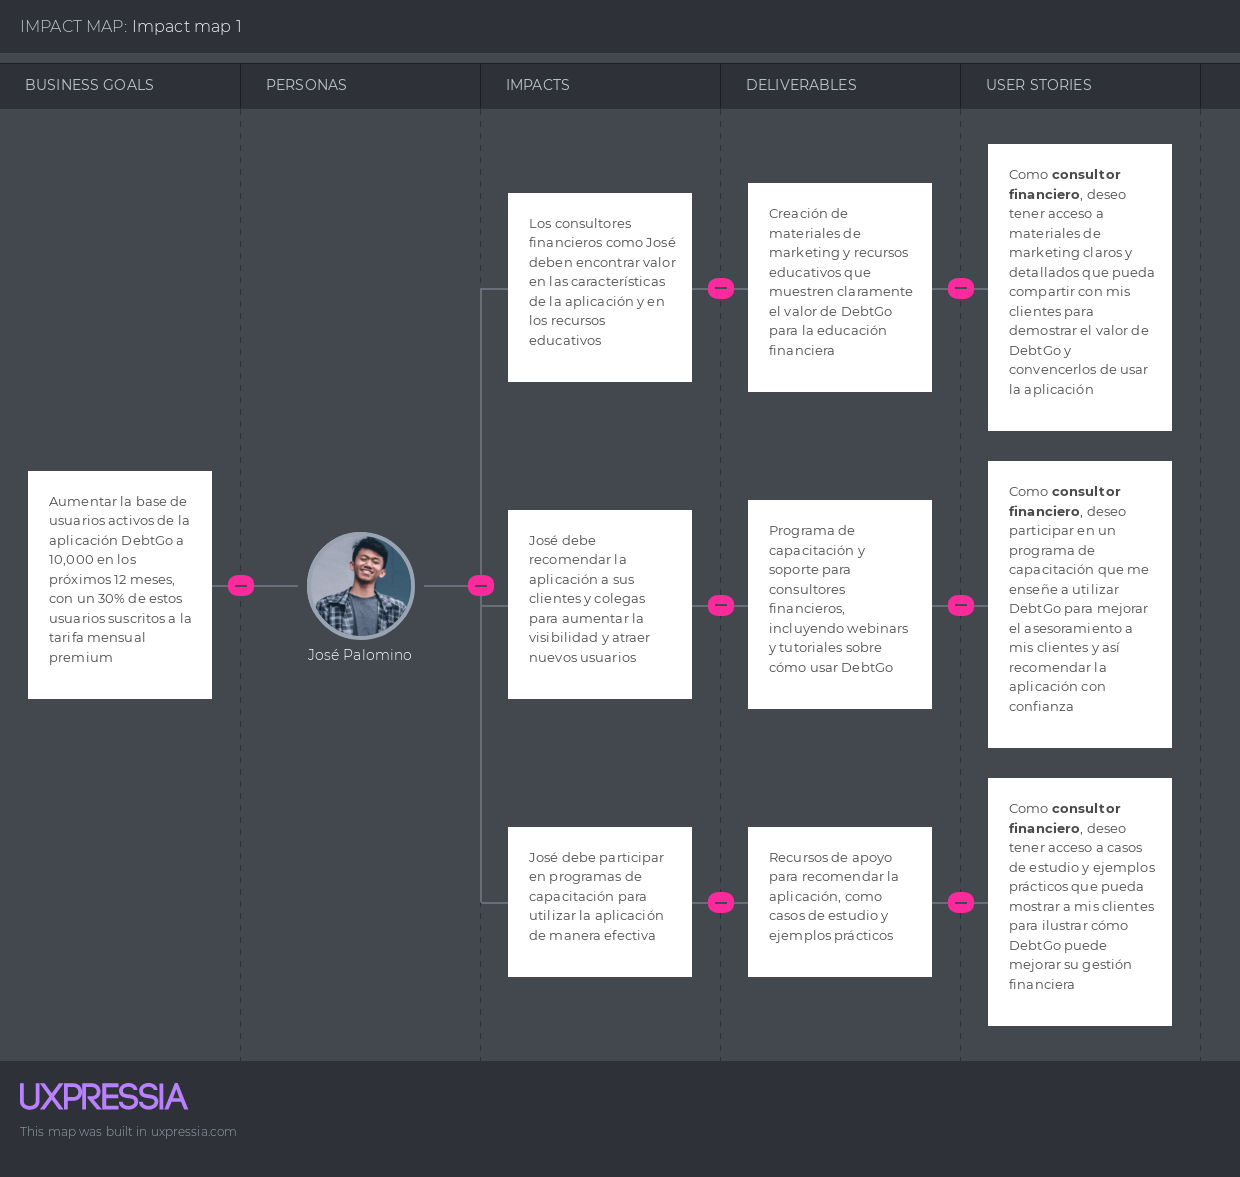 IMPACT MAP: Impact map 1
BUSINESS GOALS
PERSONAS
IMPACTS
DELIVERABLES
USER STORIES
Aumentar la base de
usuarios activos de la
aplicación DebtGo a
10,000 en los
próximos 12 meses,
con un 30% de estos
usuarios suscritos a la
tarifa mensual
premium
José Palomino
Los consultores
financieros como José
deben encontrar valor
en las características
de la aplicación y en
los recursos
educativos
Creación de
materiales de
marketing y recursos
educativos que
muestren claramente
el valor de DebtGo
para la educación
financiera
Como consultor
financiero, deseo
tener acceso a
materiales de
marketing claros y
detallados que pueda
compartir con mis
clientes para
demostrar el valor de
DebtGo y
convencerlos de usar
la aplicación
José debe
recomendar la
aplicación a sus
clientes y colegas
para aumentar la
visibilidad y atraer
nuevos usuarios
Programa de
capacitación y
soporte para
consultores
financieros,
incluyendo webinars
y tutoriales sobre
cómo usar DebtGo
Como consultor
financiero, deseo
participar en un
programa de
capacitación que me
enseñe a utilizar
DebtGo para mejorar
el asesoramiento a
mis clientes y así
recomendar la
aplicación con
confianza
José debe participar
en programas de
capacitación para
utilizar la aplicación
de manera efectiva
Recursos de apoyo
para recomendar la
aplicación, como
casos de estudio y
ejemplos prácticos
Como consultor
financiero, deseo
tener acceso a casos
de estudio y ejemplos
prácticos que pueda
mostrar a mis clientes
para ilustrar cómo
DebtGo puede
mejorar su gestión
financiera
UXPRESSIA
This map was built in uxpressia.com